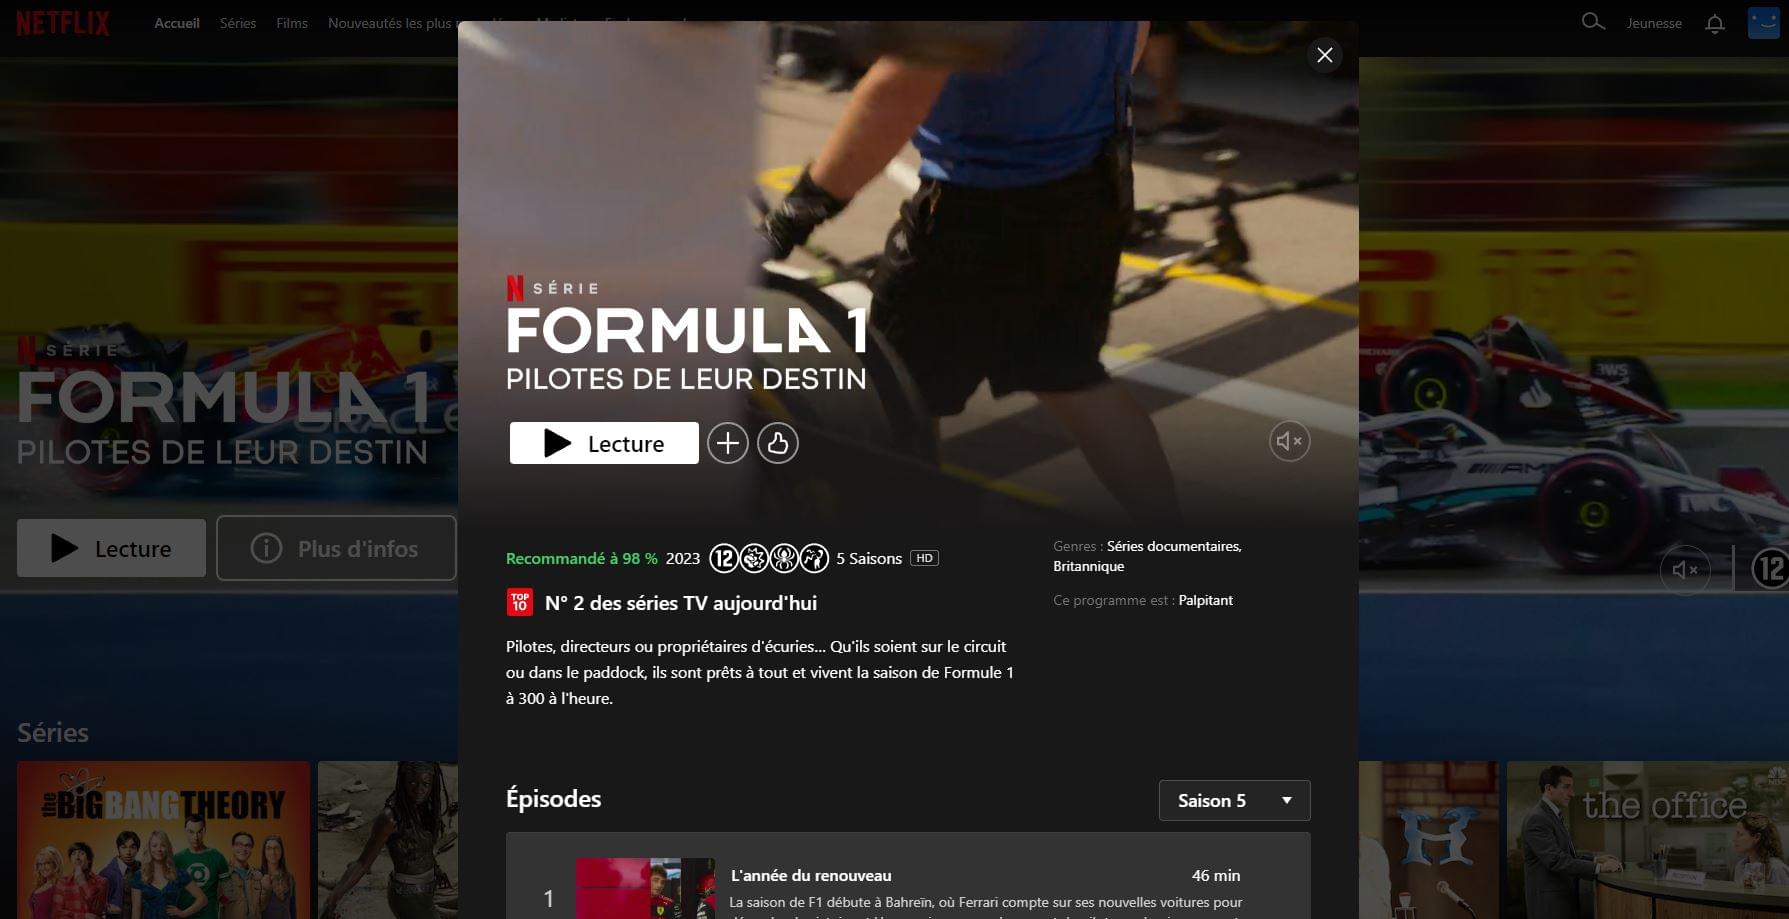 NETFLIX
Accueil Séries Films Nouveautés les plus
Jeunesse
SÉRIE
FORMULA 1
PILOTES DE LEUR DESTIN
Lecture
Plus d'infos
SÉRIE
FORMULA 1
PILOTES DE LEUR DESTIN
Lecture
Recommandé à 98 % 2023 12 5 Saisons HD
TOP 10 N° 2 des séries TV aujourd'hui
Pilotes, directeurs ou propriétaires d'écuries… Qu'ils soient sur le circuit
ou dans le paddock, ils sont prêts à tout et vivent la saison de Formule 1
à 300 à l'heure.
Genres : Séries documentaires,
Britannique
Ce programme est : Palpitant
12
AMG
Séries
the BIG BANG THEORY
the office
NBC
Épisodes
Saison 5
1
L'année du renouveau 46 min
La saison de F1 débute à Bahreïn, où Ferrari compte sur ses nouvelles voitures pour